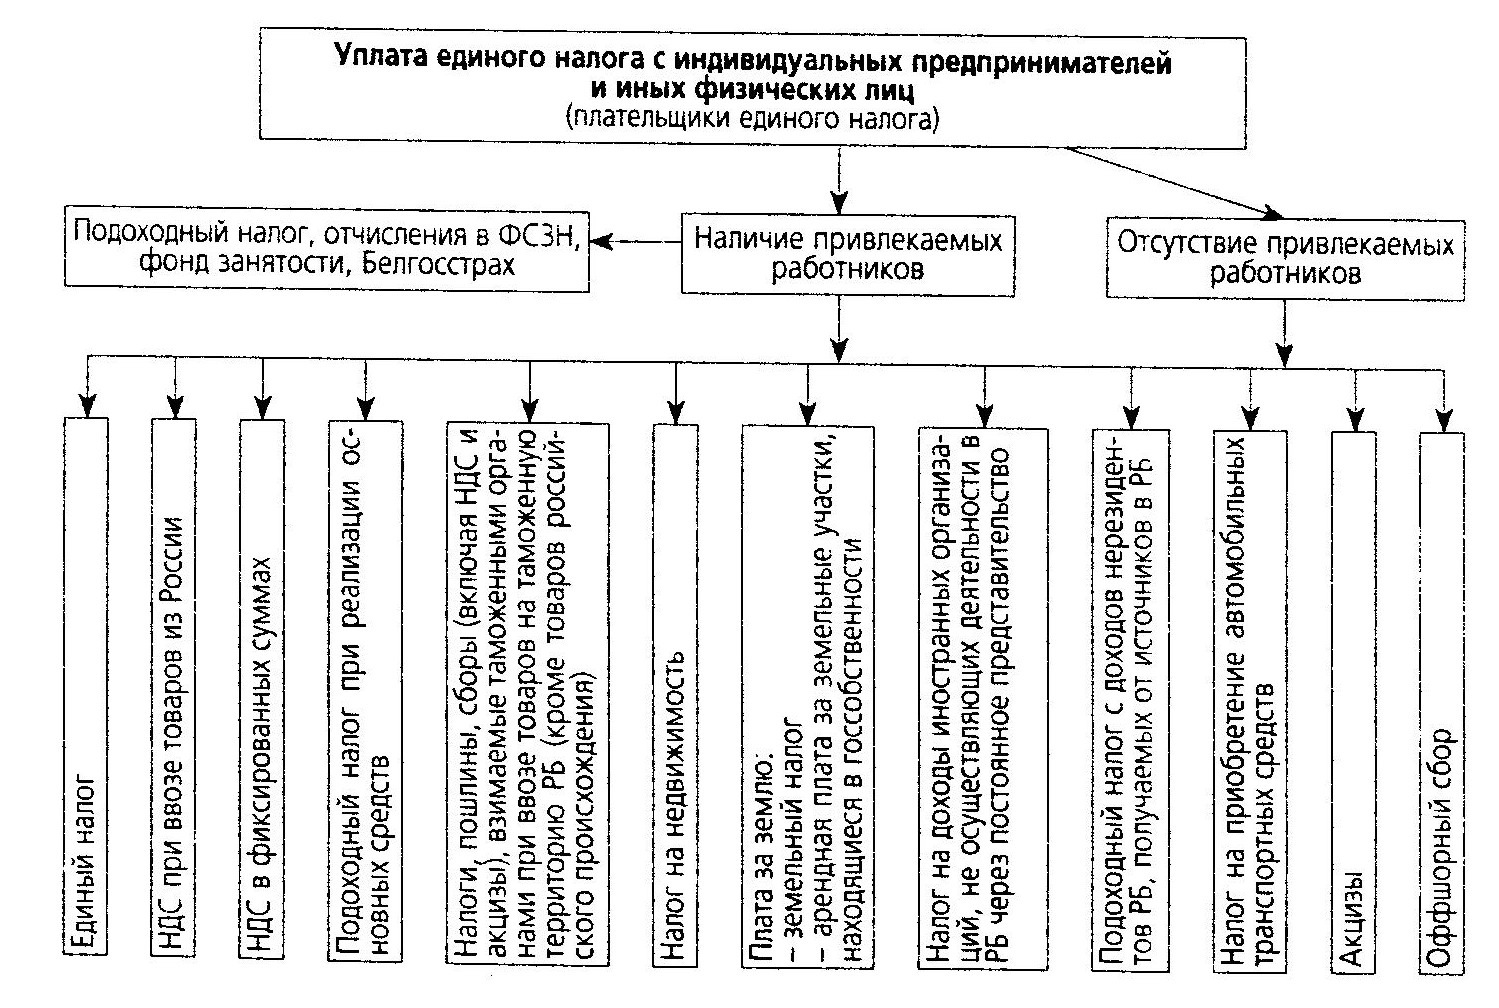 Уплата единого налога с индивидуальных предпринимателей
и иных физических лиц
(плательщики единого налога)
Подоходный налог, отчисления в ФСЗН,
фонд занятости, Белгосстрах
Наличие привлекаемых
работников
Отсутствие привлекаемых
работников
Единый налог
НДС при ввозе товаров из России
НДС в фиксированных суммах
Подоходный налог при реализации ос-
новных средств
Налоги, пошлины, сборы (включая НДС и
акцизы), взимаемые таможенными орга-
нами при ввозе товаров на таможенную
территорию РБ (кроме товаров россий-
ского происхождения)
Налог на недвижимость
Плата за землю:
– земельный налог
– арендная плата за земельные участки,
находящиеся в гособственности
Налог на доходы иностранных организа-
ций, не осуществляющих деятельности в
РБ через постоянное представительство
Подоходный налог с доходов нерезиден-
тов РБ, получаемых от источников в РБ
Налог на приобретение автомобильных
транспортных средств
Акцизы
Оффшорный сбор